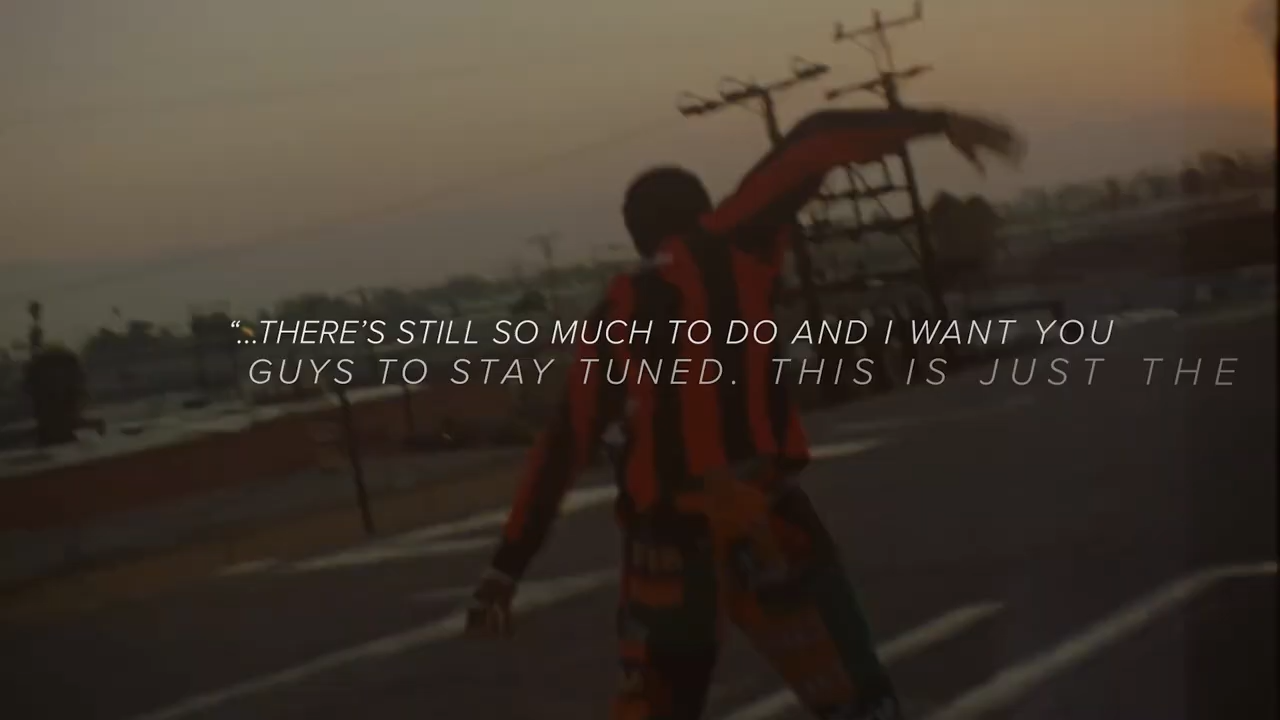 “...THERE’S STILL SO MUCH TO DO AND I WANT YOU
GUYS TO STAY TUNED. THIS IS JUST THE